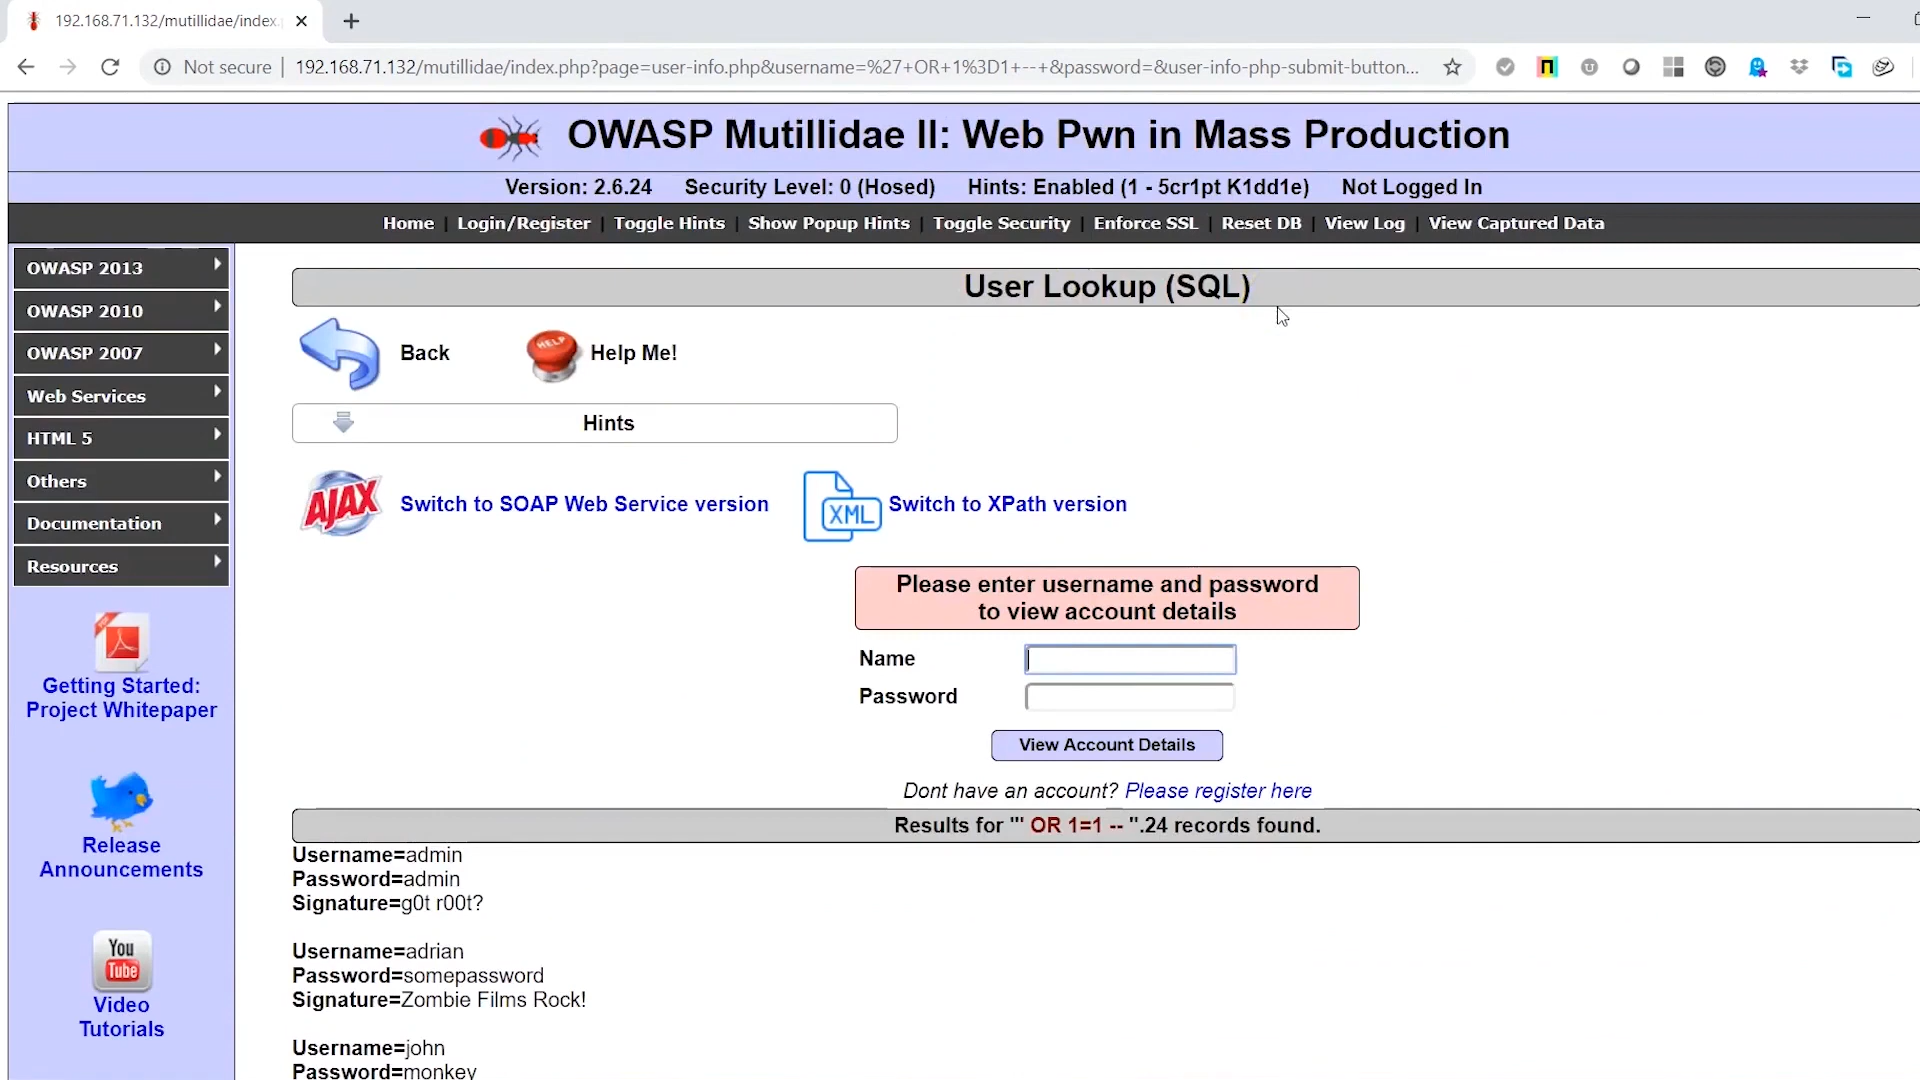 192.168.71.132/mutillidae/index.
Not secure | 192.168.71.132/mutillidae/index.php?page=user-info.php&username=%27+OR+1%3D1+--+&password=&user-info-php-submit-button...
OWASP Mutillidae II: Web Pwn in Mass Production
Version: 2.6.24 Security Level: 0 (Hosed) Hints: Enabled (1 - 5cr1pt K1dd1e) Not Logged In
Home | Login/Register | Toggle Hints | Show Popup Hints | Toggle Security | Enforce SSL | Reset DB | View Log | View Captured Data
OWASP 2013
OWASP 2010
OWASP 2007
Web Services
HTML 5
Others
Documentation
Resources
Getting Started:
Project Whitepaper
Release
Announcements
You
Tube
Video
Tutorials
User Lookup (SQL)
Back
HELP
Help Me!
Hints
AJAX
Switch to SOAP Web Service version
XML
Switch to XPath version
Please enter username and password
to view account details
Name
Password
View Account Details
Dont have an account? Please register here
Results for "' OR 1=1 -- ".24 records found.
Username=admin
Password=admin
Signature=g0t r00t?
Username=adrian
Password=somepassword
Signature=Zombie Films Rock!
Username=john
Password=monkey